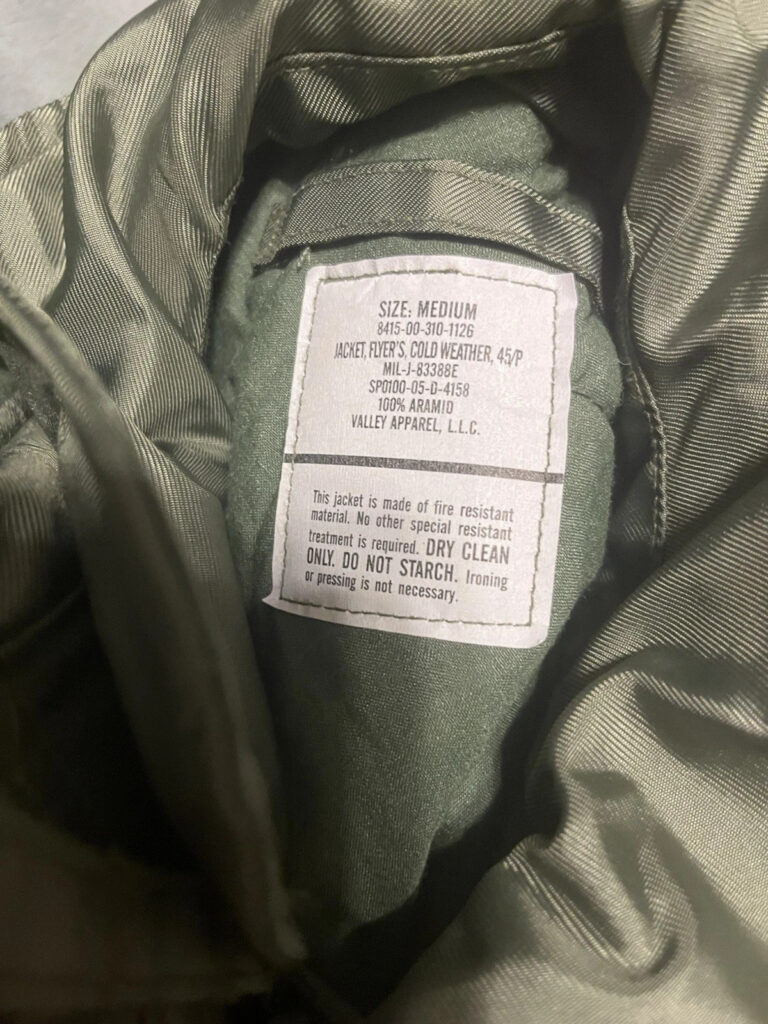 SIZE: MEDIUM
8415-00-310-1126
JACKET, FLYER'S, COLD WEATHER, 45/P
MIL-J-83388E
SP0100-05-D-4158
100% ARAMID
VALLEY APPAREL, L.L.C.
This jacket is made of fire resistant
material. No other special resistant
treatment is required. DRY CLEAN
ONLY. DO NOT STARCH. Ironing
or pressing is not necessary.